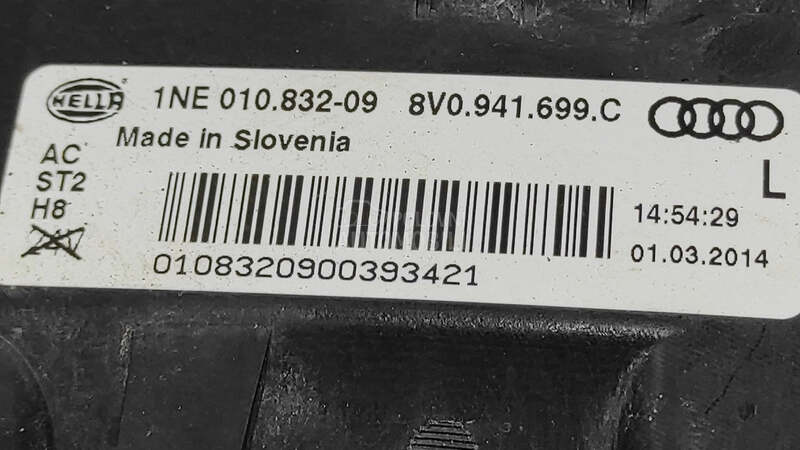 HELLA 1NE 010.832-09 8V0.941.699.C
Made in Slovenia
AC
ST2
H8
24V
L
14:54:29
01.03.2014
0108320900393421